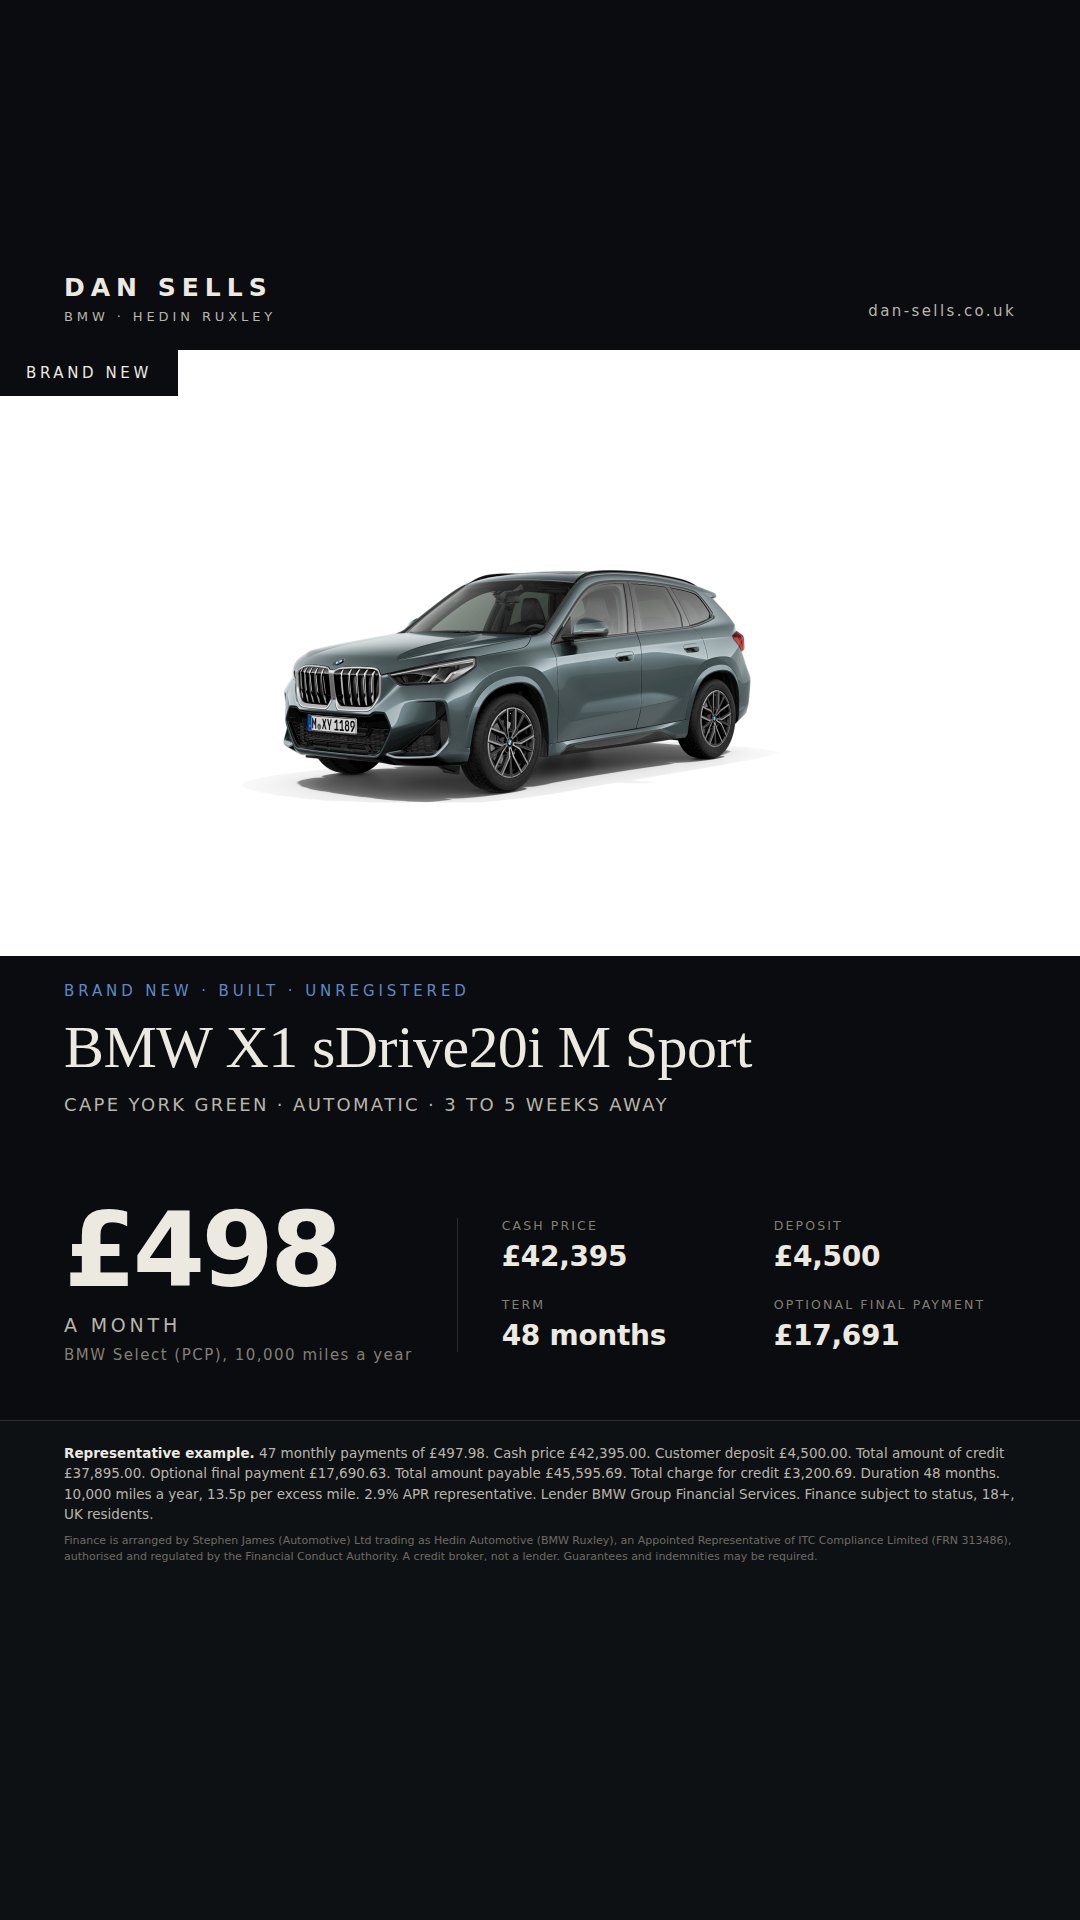 DAN SELLS
BMW · HEDIN RUXLEY
dan-sells.co.uk
BRAND NEW
M XY 1189
BRAND NEW · BUILT · UNREGISTERED
BMW X1 sDrive20i M Sport
CAPE YORK GREEN · AUTOMATIC · 3 TO 5 WEEKS AWAY
£498
A MONTH
BMW Select (PCP), 10,000 miles a year
CASH PRICE
£42,395
DEPOSIT
£4,500
TERM
48 months
OPTIONAL FINAL PAYMENT
£17,691
Representative example. 47 monthly payments of £497.98. Cash price £42,395.00. Customer deposit £4,500.00. Total amount of credit
£37,895.00. Optional final payment £17,690.63. Total amount payable £45,595.69. Total charge for credit £3,200.69. Duration 48 months.
10,000 miles a year, 13.5p per excess mile. 2.9% APR representative. Lender BMW Group Financial Services. Finance subject to status, 18+,
UK residents.
Finance is arranged by Stephen James (Automotive) Ltd trading as Hedin Automotive (BMW Ruxley), an Appointed Representative of ITC Compliance Limited (FRN 313486),
authorised and regulated by the Financial Conduct Authority. A credit broker, not a lender. Guarantees and indemnities may be required.